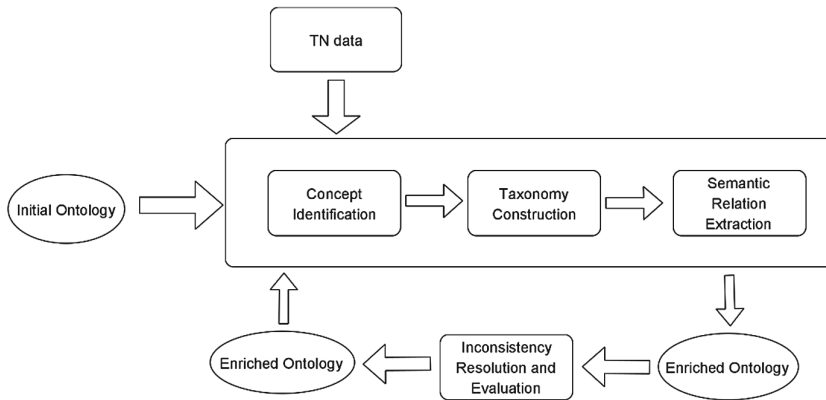 TN data
Initial Ontology
Concept
Identification
Taxonomy
Construction
Semantic
Relation
Extraction
Enriched Ontology
Inconsistency
Resolution and
Evaluation
Enriched Ontology